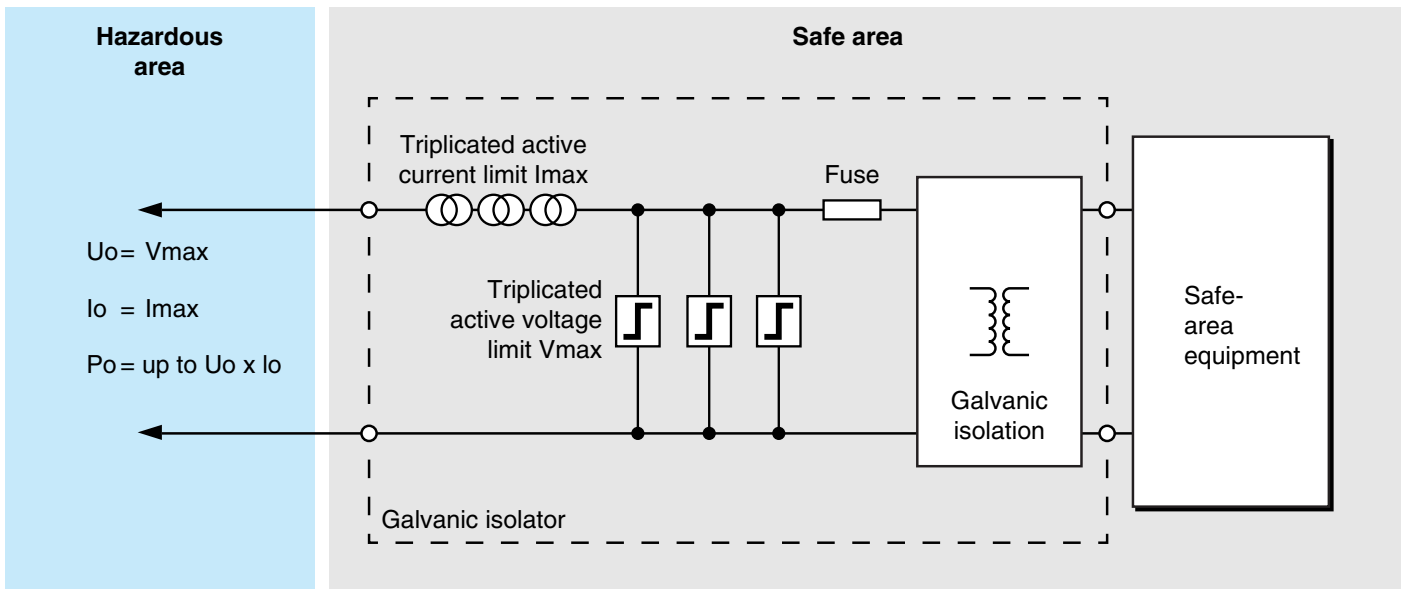 Hazardous
area
Safe area
Triplicated active
current limit Imax
Fuse
Uo= Vmax
Io = Imax
Po= up to Uo x Io
Triplicated
active voltage
limit Vmax
Galvanic
isolation
Safe-
area
equipment
Galvanic isolator